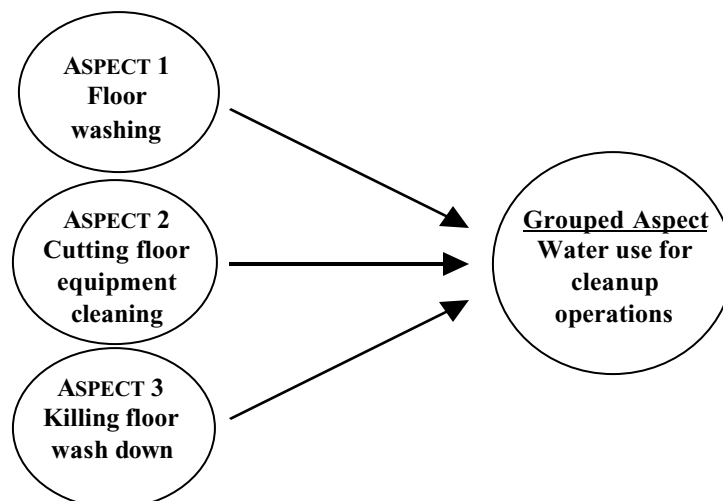 ASPECT 1
Floor
washing
ASPECT 2
Cutting floor
equipment
cleaning
ASPECT 3
Killing floor
wash down
Grouped Aspect
Water use for
cleanup
operations